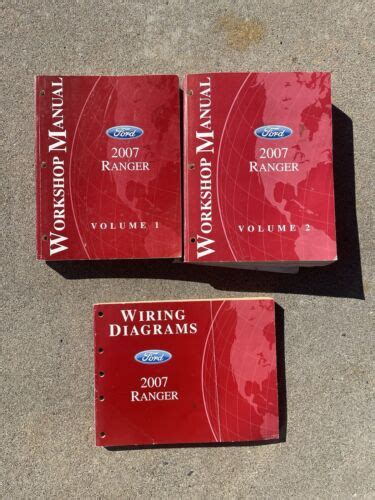 WORKSHOP MANUAL
Ford
2007
RANGER
VOLUME 1
WORKSHOP MANUAL
Ford
2007
RANGER
VOLUME 2
WIRING
DIAGRAMS
Ford
2007
RANGER